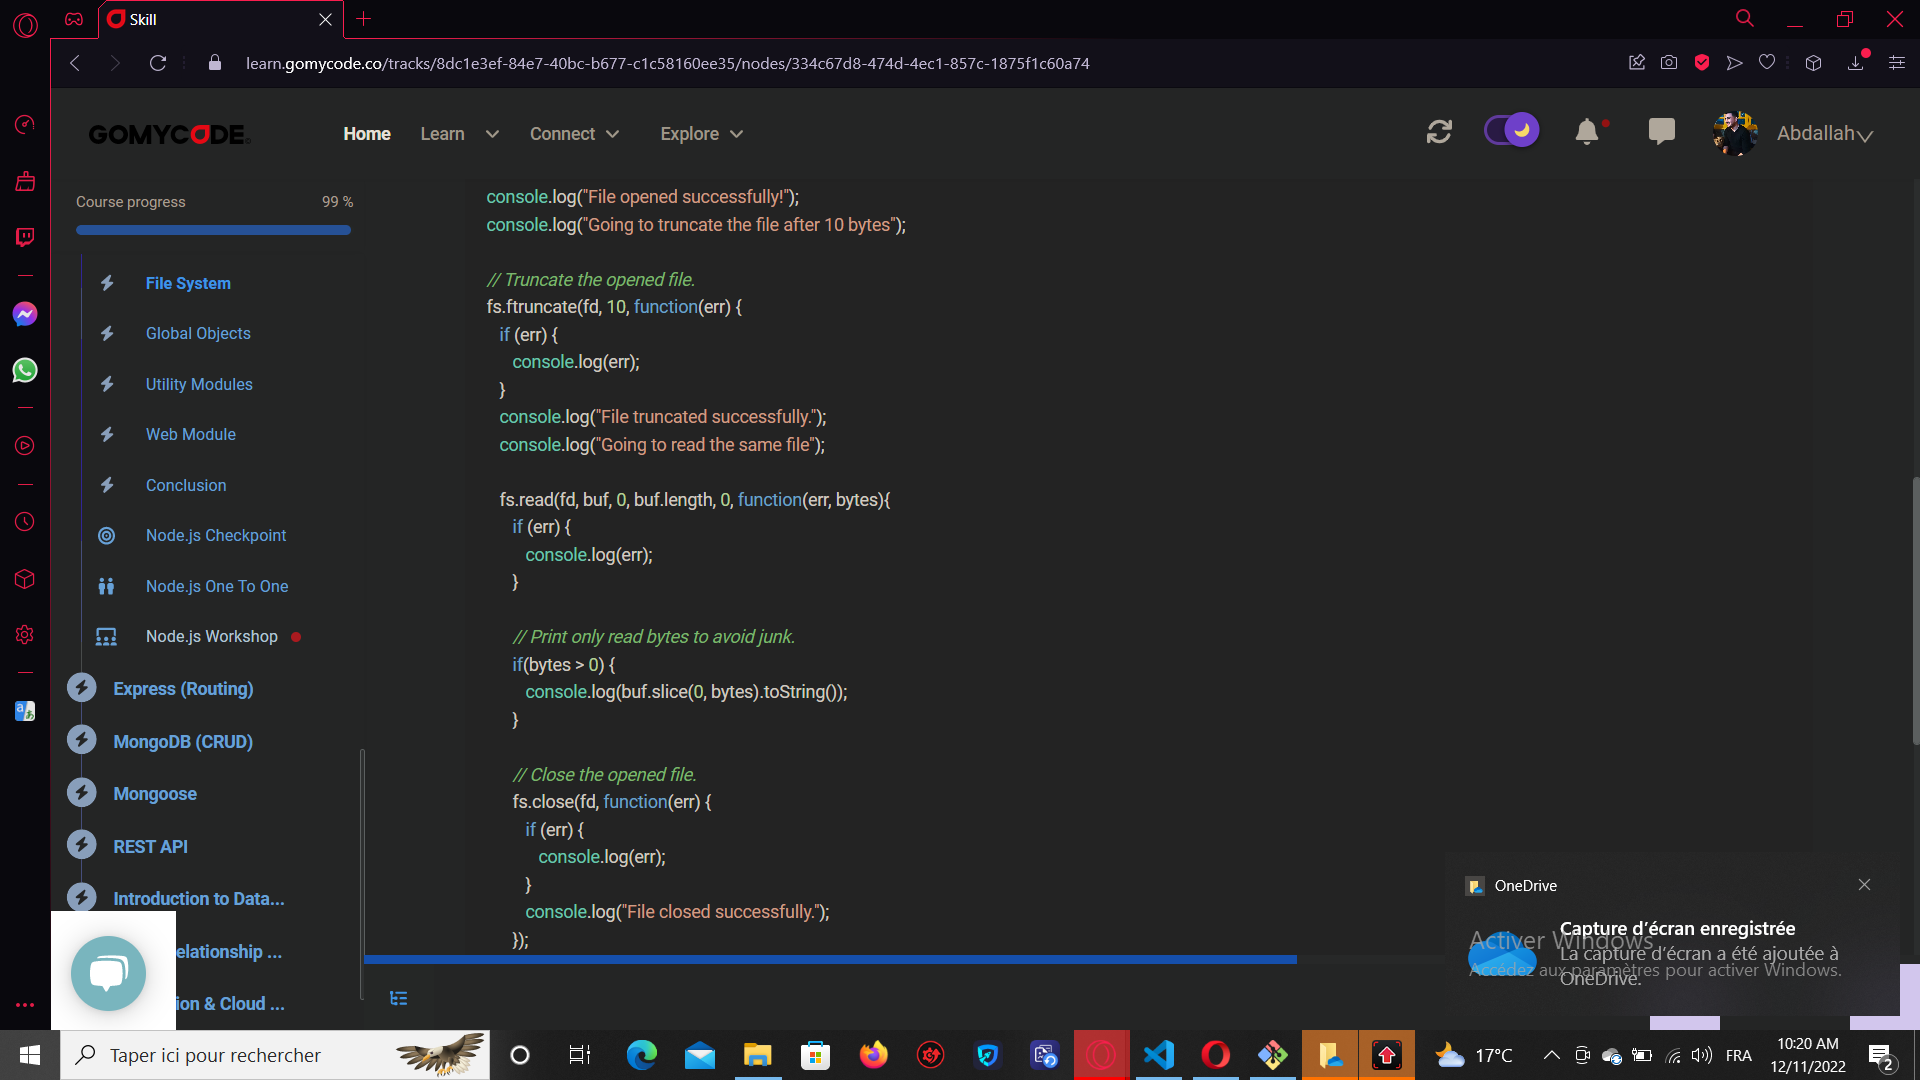 Skill
learn.gomycode.co/tracks/8dc1e3ef-84e7-40bc-b677-c1c58160ee35/nodes/334c67d8-474d-4ec1-857c-1875f1c60a74
GOMYCODE
Home
Learn
Connect
Explore
Abdallah
Course progress
99 %
File System
Global Objects
Utility Modules
Web Module
Conclusion
Node.js Checkpoint
Node.js One To One
Node.js Workshop
Express (Routing)
MongoDB (CRUD)
Mongoose
REST API
Introduction to Data...
elationship ...
ion & Cloud ...
console.log("File opened successfully!");
console.log("Going to truncate the file after 10 bytes");
// Truncate the opened file.
fs.ftruncate(fd, 10, function(err) {
if (err) {
console.log(err);
}
console.log("File truncated successfully.");
console.log("Going to read the same file");
fs.read(fd, buf, 0, buf.length, 0, function(err, bytes){
if (err) {
console.log(err);
}
// Print only read bytes to avoid junk.
if(bytes > 0) {
console.log(buf.slice(0, bytes).toString());
}
// Close the opened file.
fs.close(fd, function(err) {
if (err) {
console.log(err);
}
console.log("File closed successfully.");
});
OneDrive
Capture d'écran enregistrée
La capture d'écran a été ajoutée à
OneDrive.
Activer Windows
Accédez aux paramètres pour activer Windows.
Taper ici pour rechercher
17°C
FRA
10:20 AM
12/11/2022
2